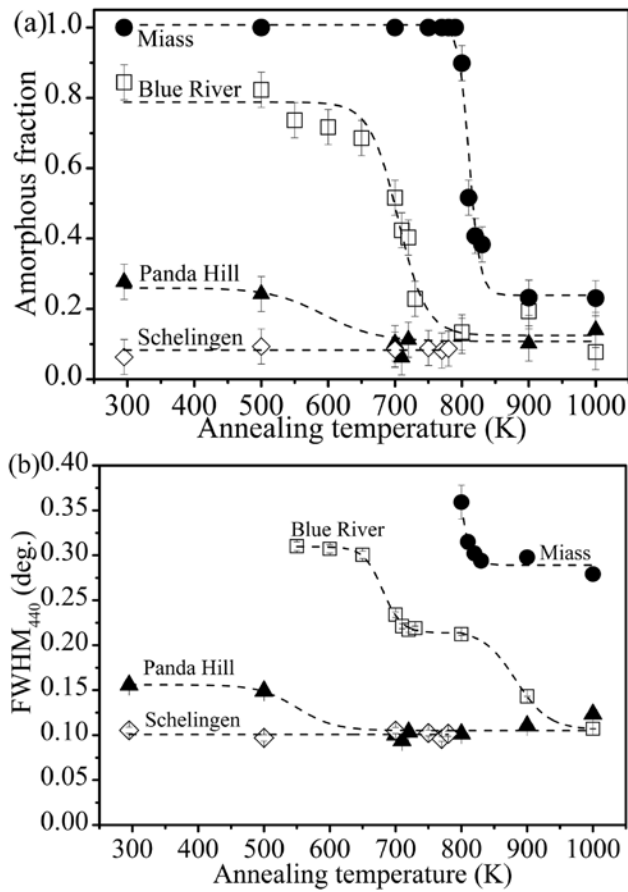 (a)
1.0
0.8
0.6
0.4
0.2
0.0
Amorphous fraction
Miass
Blue River
Panda Hill
Schelingen
300 400 500 600 700 800 900 1000
Annealing temperature (K)
(b)
0.40
0.35
0.30
0.25
0.20
0.15
0.10
0.05
0.00
FWHM₄₄₀ (deg.)
Blue River
Miass
Panda Hill
Schelingen
300 400 500 600 700 800 900 1000
Annealing temperature (K)